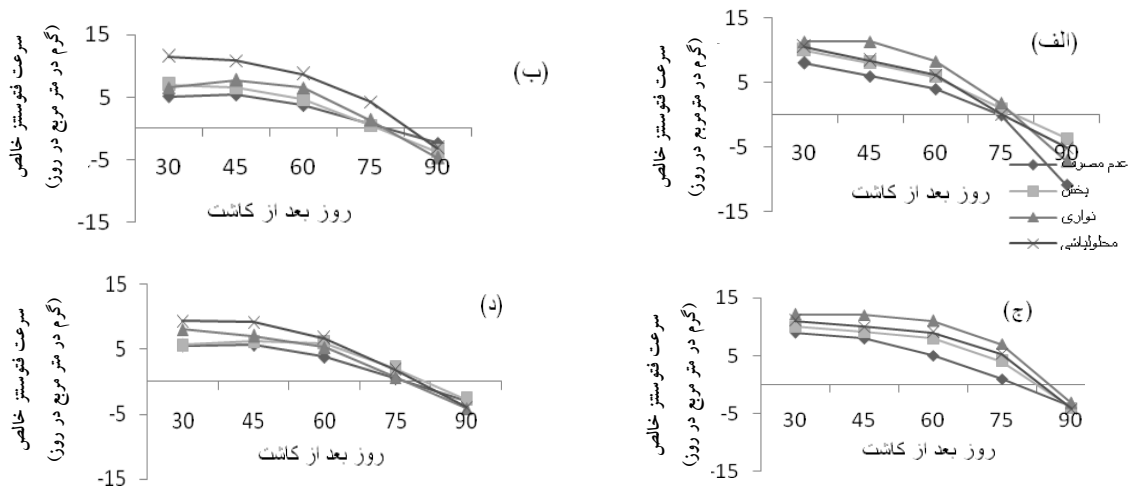 (الف)
سرعت فتوسنتز خالص
(گرم در مترمربع در روز)
15
5
-5
-15
30 45 60 75 90
روز بعد از کاشت
عدم مصرف
پخش
نواری
محلولپاشی
(ب)
سرعت فتوسنتز خالص
(گرم در متر مربع در روز)
15
5
-5
-15
30 45 60 75 90
روز بعد از کاشت
(ج)
سرعت فتوسنتز خالص
(گرم در متر مربع در روز)
15
5
-5
-15
30 45 60 75 90
روز بعد از کاشت
(د)
سرعت فتوسنتز خالص
(گرم در متر مربع در روز)
15
5
-5
-15
30 45 60 75 90
روز بعد از کاشت